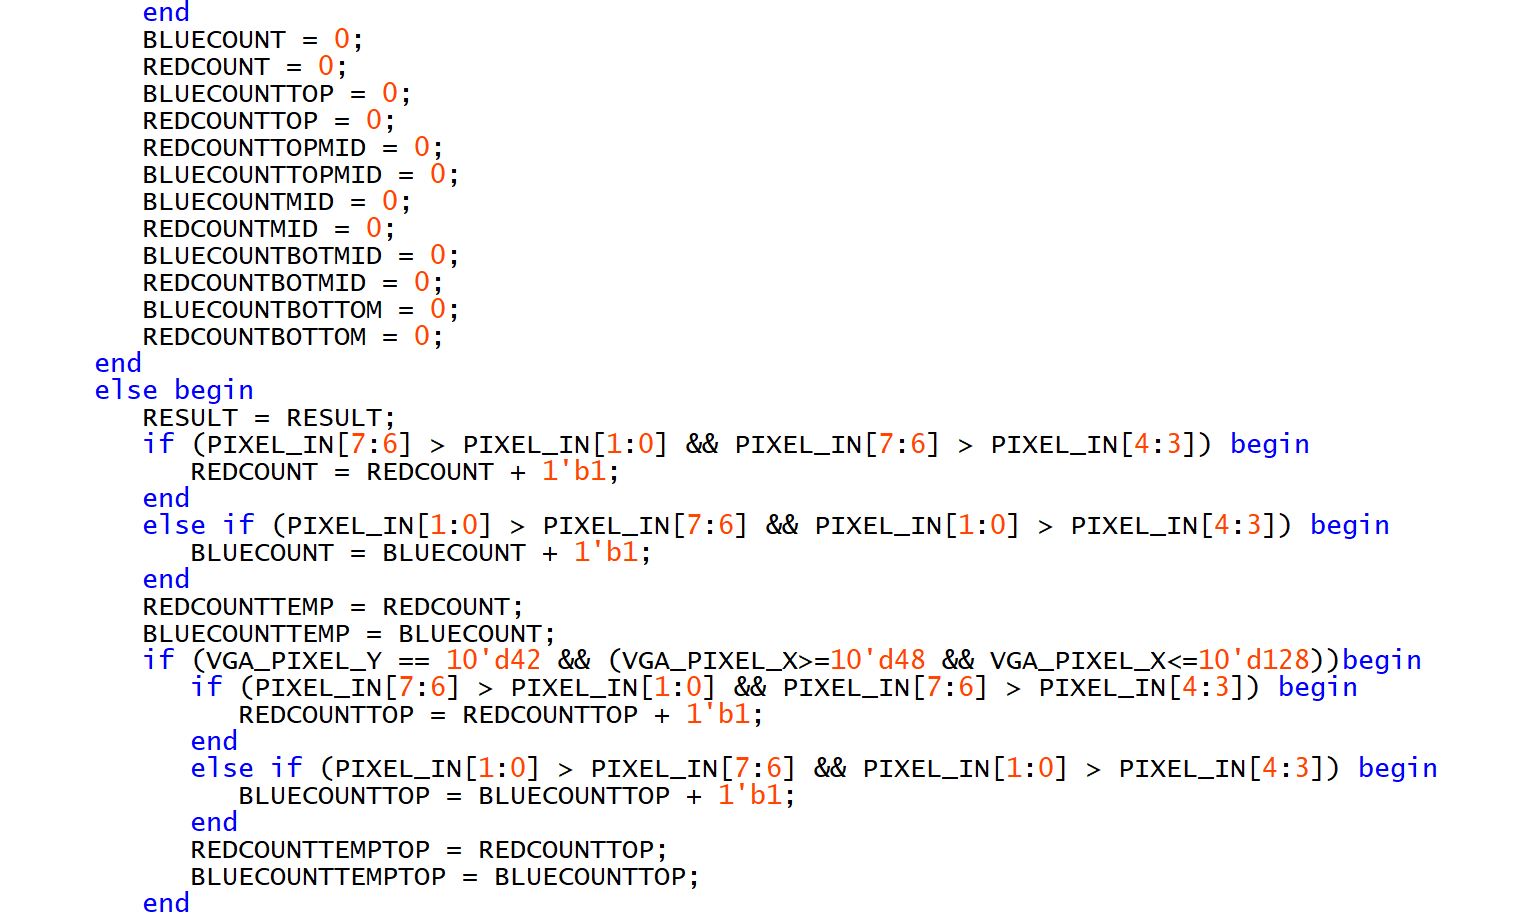 end
BLUECOUNT = 0;
REDCOUNT = 0;
BLUECOUNTTOP = 0;
REDCOUNTTOP = 0;
REDCOUNTTOPMID = 0;
BLUECOUNTTOPMID = 0;
BLUECOUNTMID = 0;
REDCOUNTMID = 0;
BLUECOUNTBOTMID = 0;
REDCOUNTBOTMID = 0;
BLUECOUNTBOTTOM = 0;
REDCOUNTBOTTOM = 0;
end
else begin
RESULT = RESULT;
if (PIXEL_IN[7:6] > PIXEL_IN[1:0] && PIXEL_IN[7:6] > PIXEL_IN[4:3]) begin
REDCOUNT = REDCOUNT + 1'b1;
end
else if (PIXEL_IN[1:0] > PIXEL_IN[7:6] && PIXEL_IN[1:0] > PIXEL_IN[4:3]) begin
BLUECOUNT = BLUECOUNT + 1'b1;
end
REDCOUNTTEMP = REDCOUNT;
BLUECOUNTTEMP = BLUECOUNT;
if (VGA_PIXEL_Y == 10'd42 && (VGA_PIXEL_X>=10'd48 && VGA_PIXEL_X<=10'd128))begin
if (PIXEL_IN[7:6] > PIXEL_IN[1:0] && PIXEL_IN[7:6] > PIXEL_IN[4:3]) begin
REDCOUNTTOP = REDCOUNTTOP + 1'b1;
end
else if (PIXEL_IN[1:0] > PIXEL_IN[7:6] && PIXEL_IN[1:0] > PIXEL_IN[4:3]) begin
BLUECOUNTTOP = BLUECOUNTTOP + 1'b1;
end
REDCOUNTTEMPTOP = REDCOUNTTOP;
BLUECOUNTTEMPTOP = BLUECOUNTTOP;
end